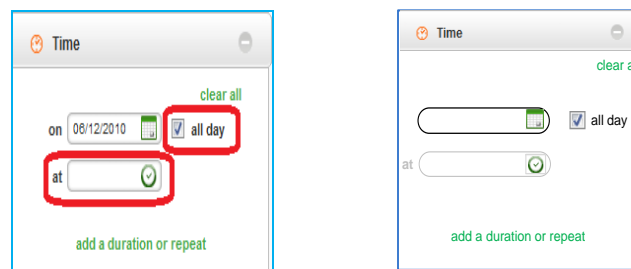 Time
clear all
on 06/12/2010 all day
at
add a duration or repeat
Time
clear a
all day
at
add a duration or repeat